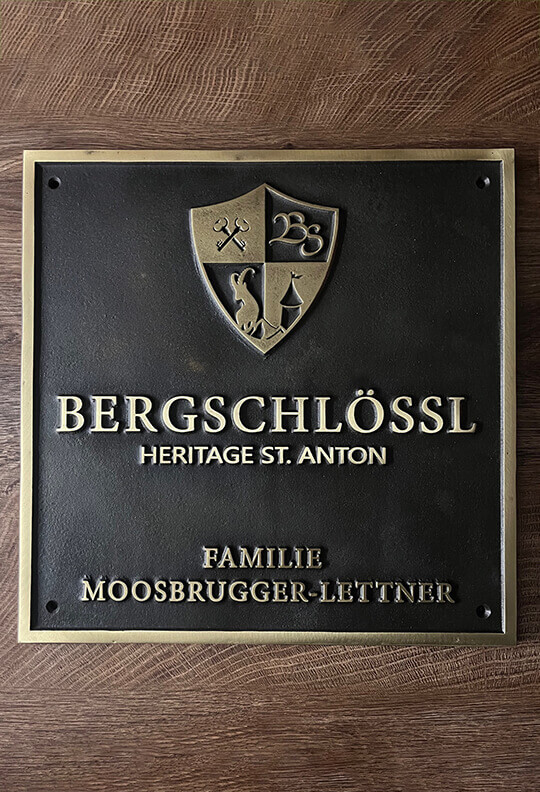 BS
BERGSCHLÖSSL
HERITAGE ST. ANTON
FAMILIE
MOOSBRUGGER-LETTNER